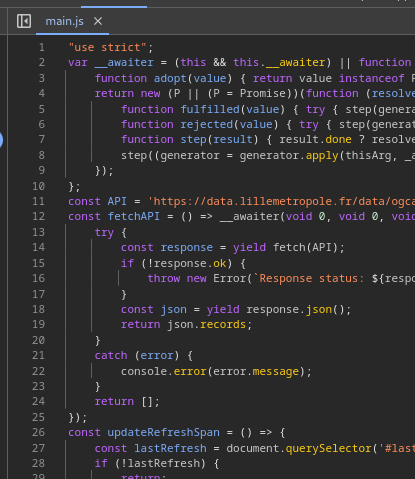 main.js ×
1 "use strict";
2 var __awaiter = (this && this.__awaiter) || function
3 function adopt(value) { return value instanceof P
4 return new (P || (P = Promise))(function (resolve
5 function fulfilled(value) { try { step(genera
6 function rejected(value) { try { step(generat
7 function step(result) { result.done ? resolve
8 step((generator = generator.apply(thisArg, _a
9 });
10 };
11 const API = 'https://data.lillemetropole.fr/data/ogca
12 const fetchAPI = () => __awaiter(void 0, void 0, void
13 try {
14 const response = yield fetch(API);
15 if (!response.ok) {
16 throw new Error(`Response status: ${respo
17 }
18 const json = yield response.json();
19 return json.records;
20 }
21 catch (error) {
22 console.error(error.message);
23 }
24 return [];
25 });
26 const updateRefreshSpan = () => {
27 const lastRefresh = document.querySelector('#last
28 if (!lastRefresh) {
29 return;